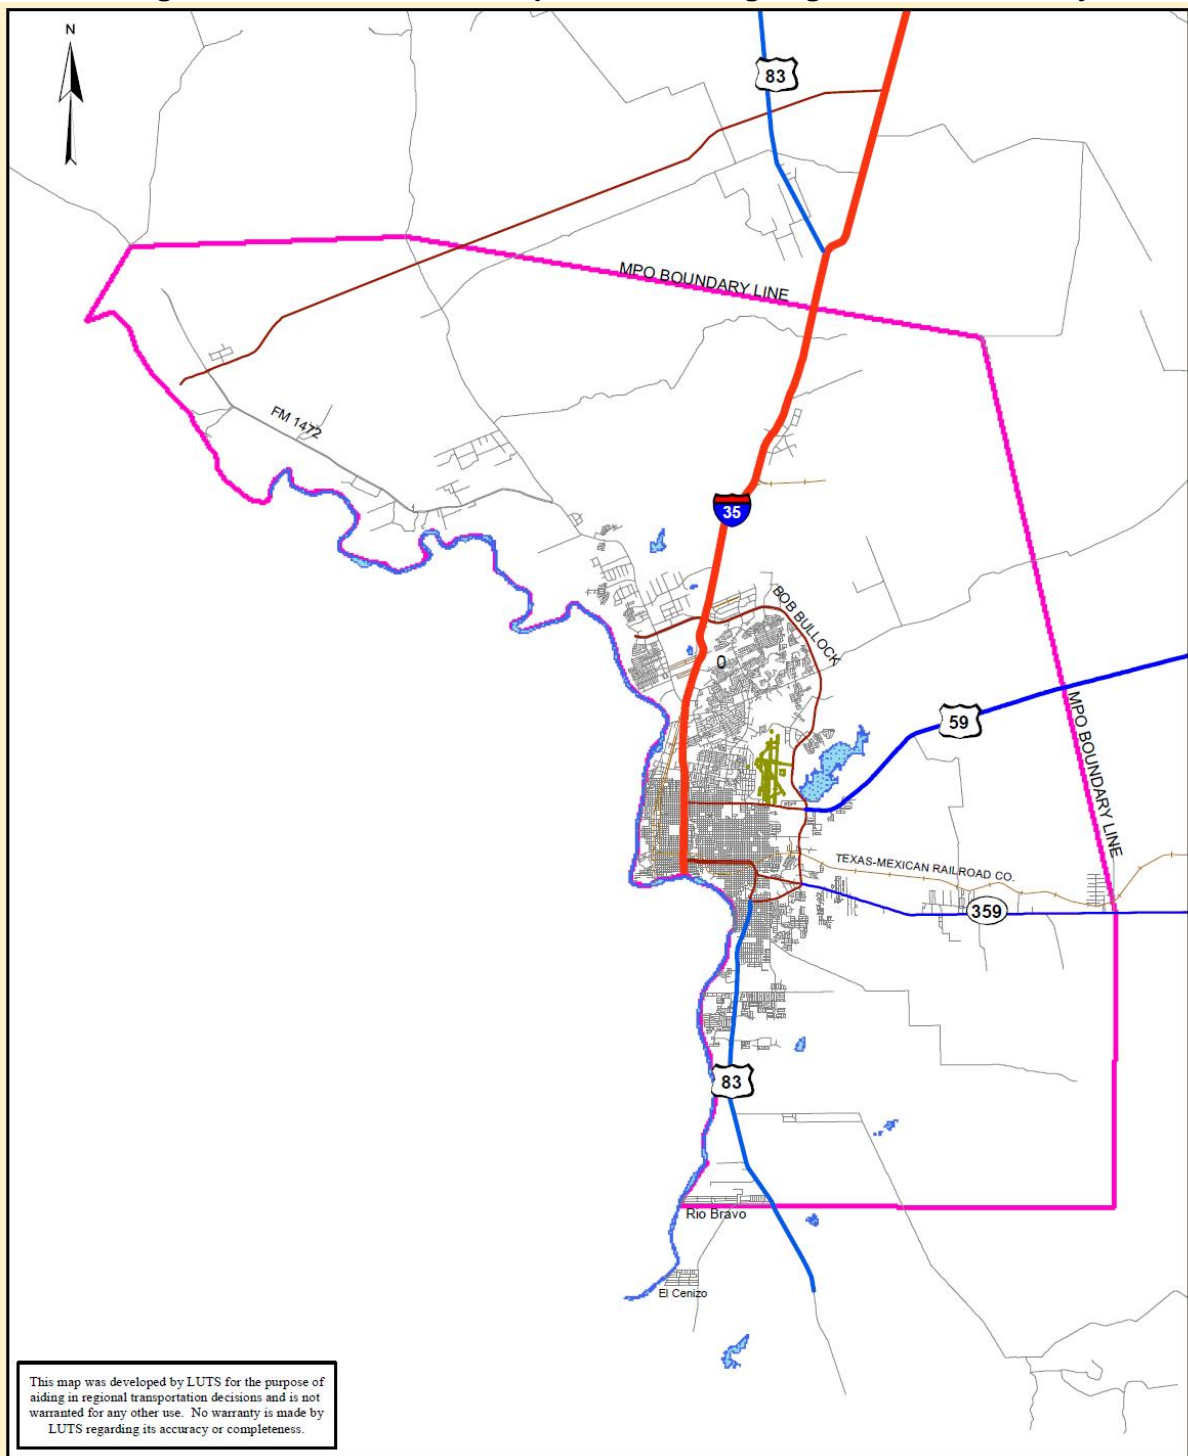 N
83
MPO BOUNDARY LINE
FM 1472
35
BOB BULLOCK
0
59
MPO BOUNDARY LINE
TEXAS-MEXICAN RAILROAD CO.
359
83
Rio Bravo
El Cenizo
This map was developed by LUTS for the purpose of
aiding in regional transportation decisions and is not
warranted for any other use. No warranty is made by
LUTS regarding its accuracy or completeness.